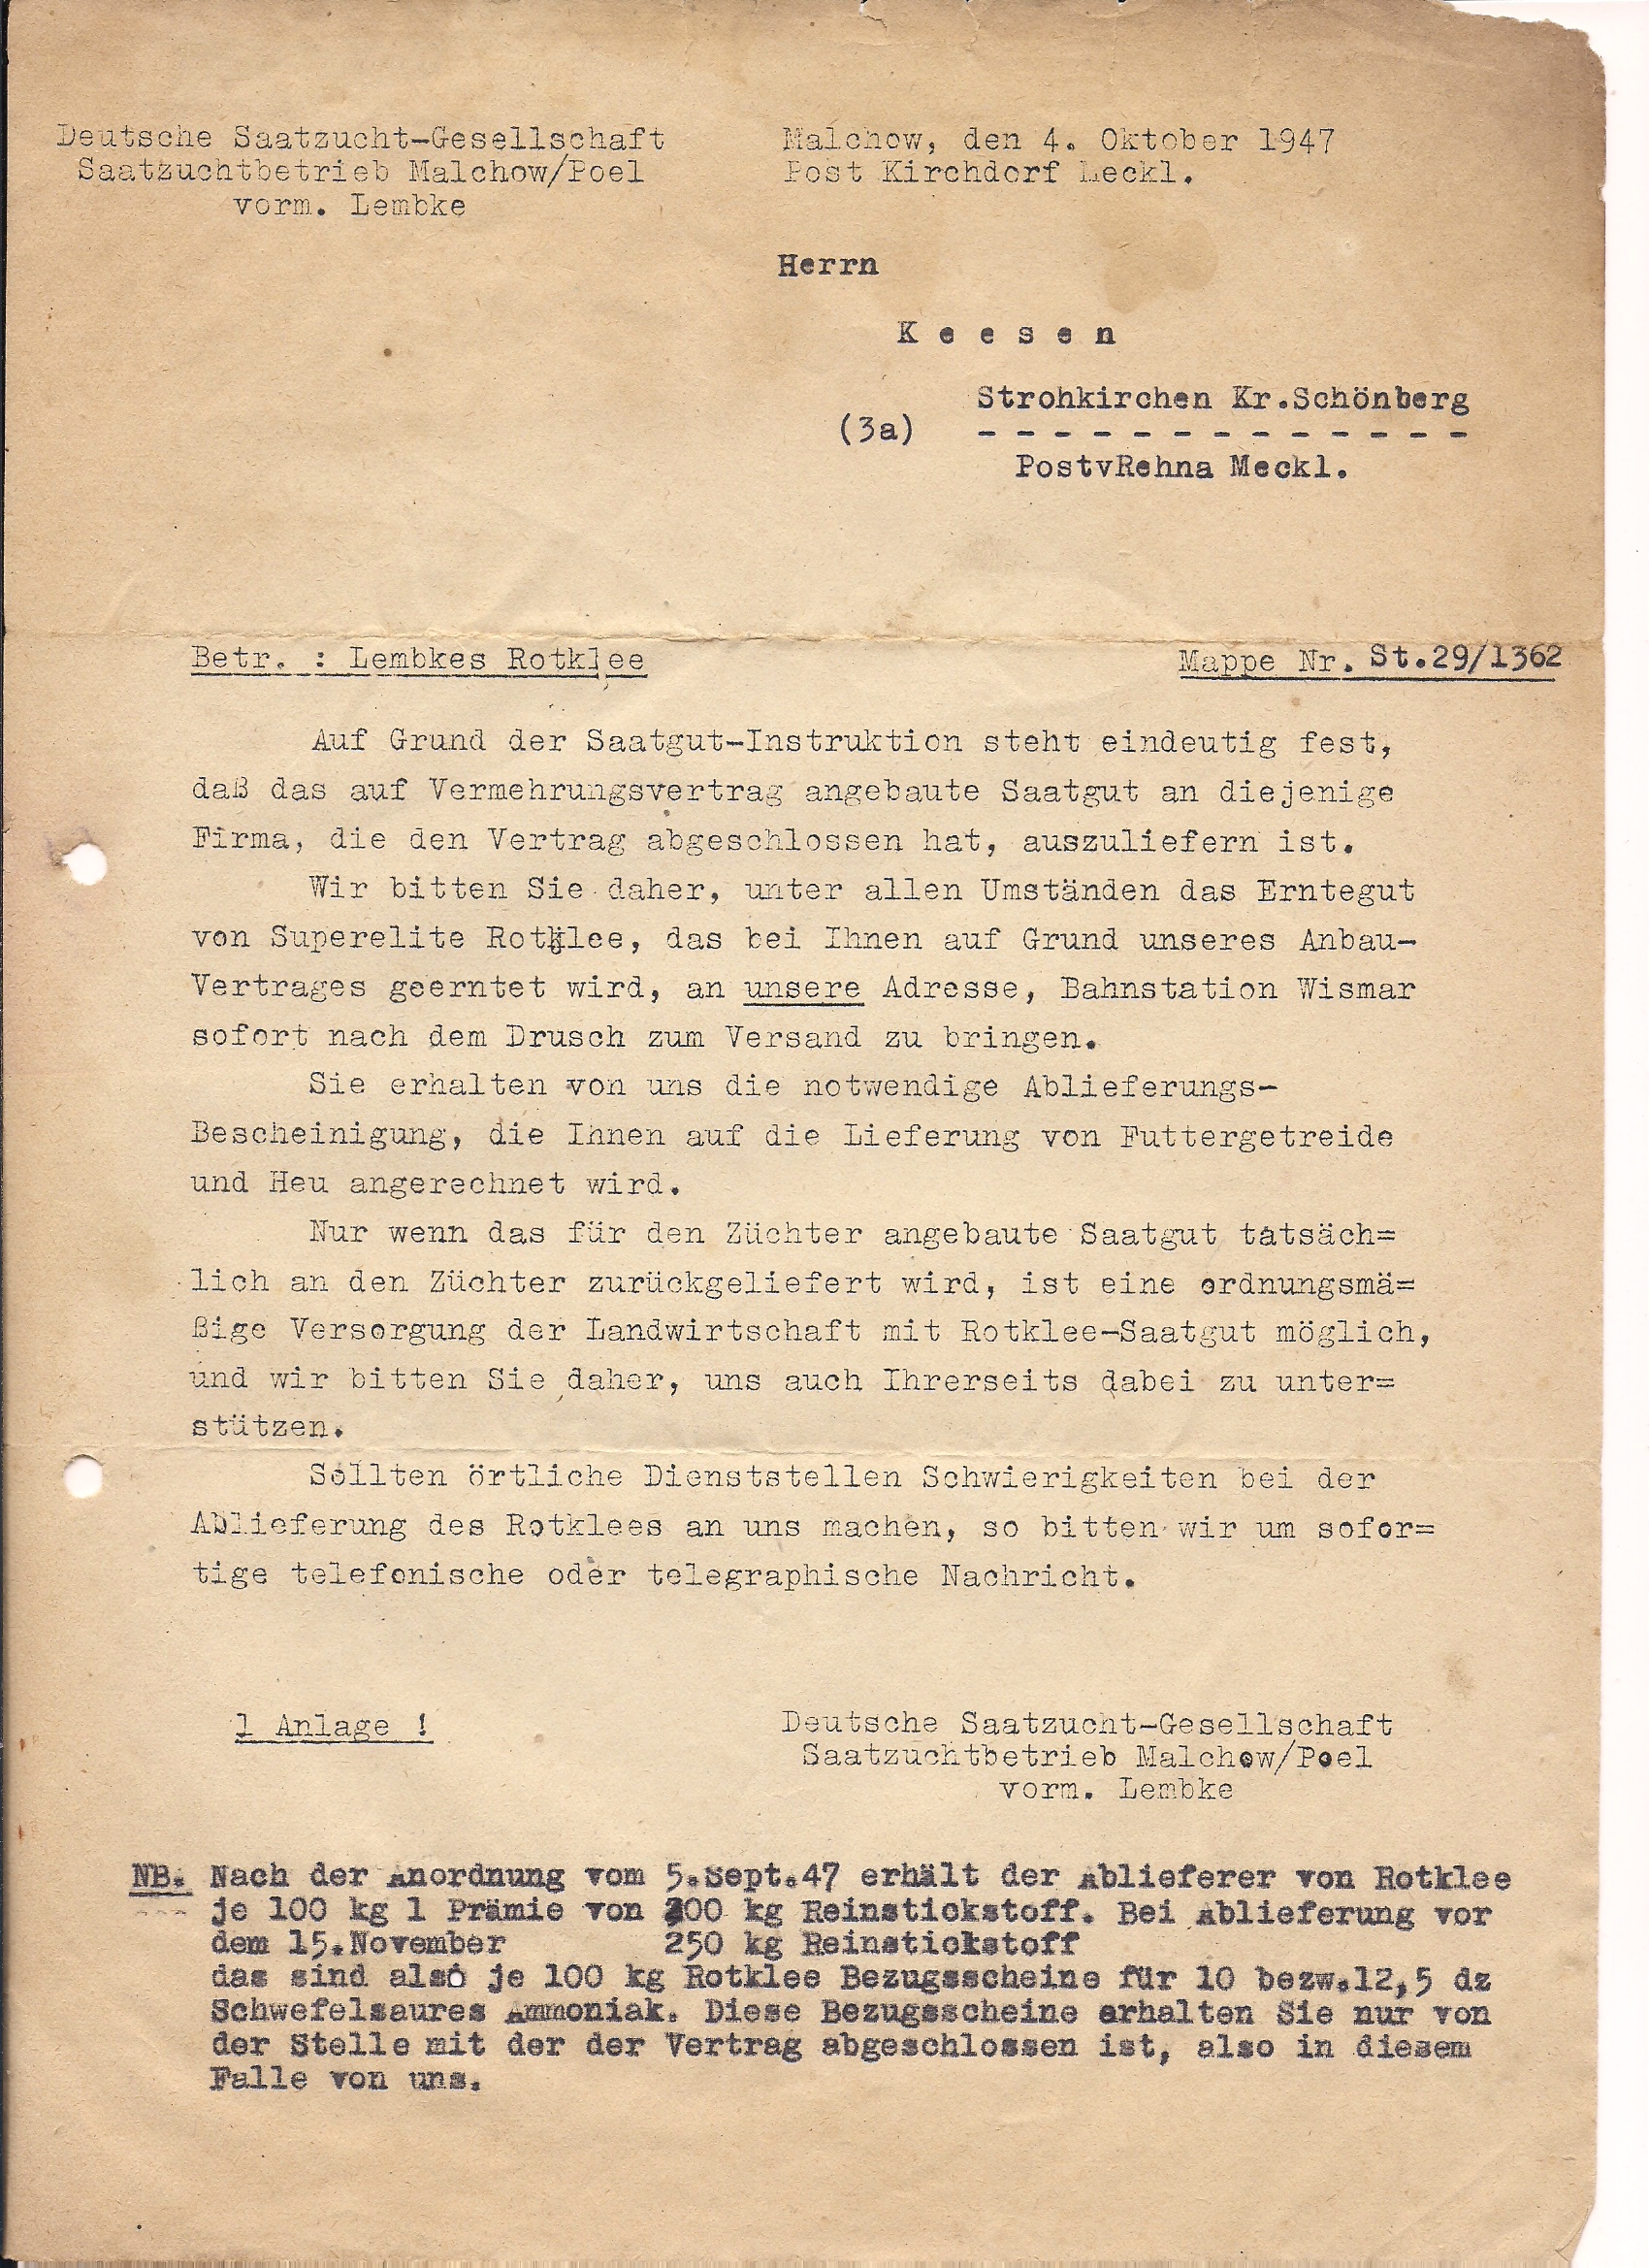 Deutsche Saatzucht-Gesellschaft
Saatzuchtbetrieb Malchow/Poel
vorm. Lembke
Malchow, den 4. Oktober 1947
Post Kirchdorf Meckl.
Herrn
K e e s e n
Strohkirchen Kr.Schönberg
(3a) - - - - - - - - - - - - -
PostvRehna Meckl.
Betr. : Lembkes Rotklee Mappe Nr. St.29/1362
Auf Grund der Saatgut-Instruktion steht eindeutig fest,
daß das auf Vermehrungsvertrag angebaute Saatgut an diejenige
Firma, die den Vertrag abgeschlossen hat, auszuliefern ist.
Wir bitten Sie daher, unter allen Umständen das Erntegut
von Superelite Rotklee, das bei Ihnen auf Grund unseres Anbau-
Vertrages geerntet wird, an unsere Adresse, Bahnstation Wismar
sofort nach dem Drusch zum Versand zu bringen.
Sie erhalten von uns die notwendige Ablieferungs-
Bescheinigung, die Ihnen auf die Lieferung von Futtergetreide
und Heu angerechnet wird.
Nur wenn das für den Züchter angebaute Saatgut tatsäch=
lich an den Züchter zurückgeliefert wird, ist eine ordnungsmä=
ßige Versorgung der Landwirtschaft mit Rotklee-Saatgut möglich,
und wir bitten Sie daher, uns auch Ihrerseits dabei zu unter=
stützen.
Sollten örtliche Dienststellen Schwierigkeiten bei der
Ablieferung des Rotklees an uns machen, so bitten wir um sofor=
tige telefonische oder telegraphische Nachricht.
1 Anlage !
Deutsche Saatzucht-Gesellschaft
Saatzuchtbetrieb Malchow/Poel
vorm. Lembke
NB. Nach der Anordnung vom 5.Sept.47 erhält der Ablieferer von Rotklee
--- je 100 kg 1 Prämie von 200 kg Reinstickstoff. Bei Ablieferung vor
dem 15.November 250 kg Reinstickstoff
das sind also je 100 kg Rotklee Bezugsscheine für 10 bezw.12,5 dz
Schwefelsaures Ammoniak. Diese Bezugsscheine erhalten Sie nur von
der Stelle mit der der Vertrag abgeschlossen ist, also in diesem
Falle von uns.